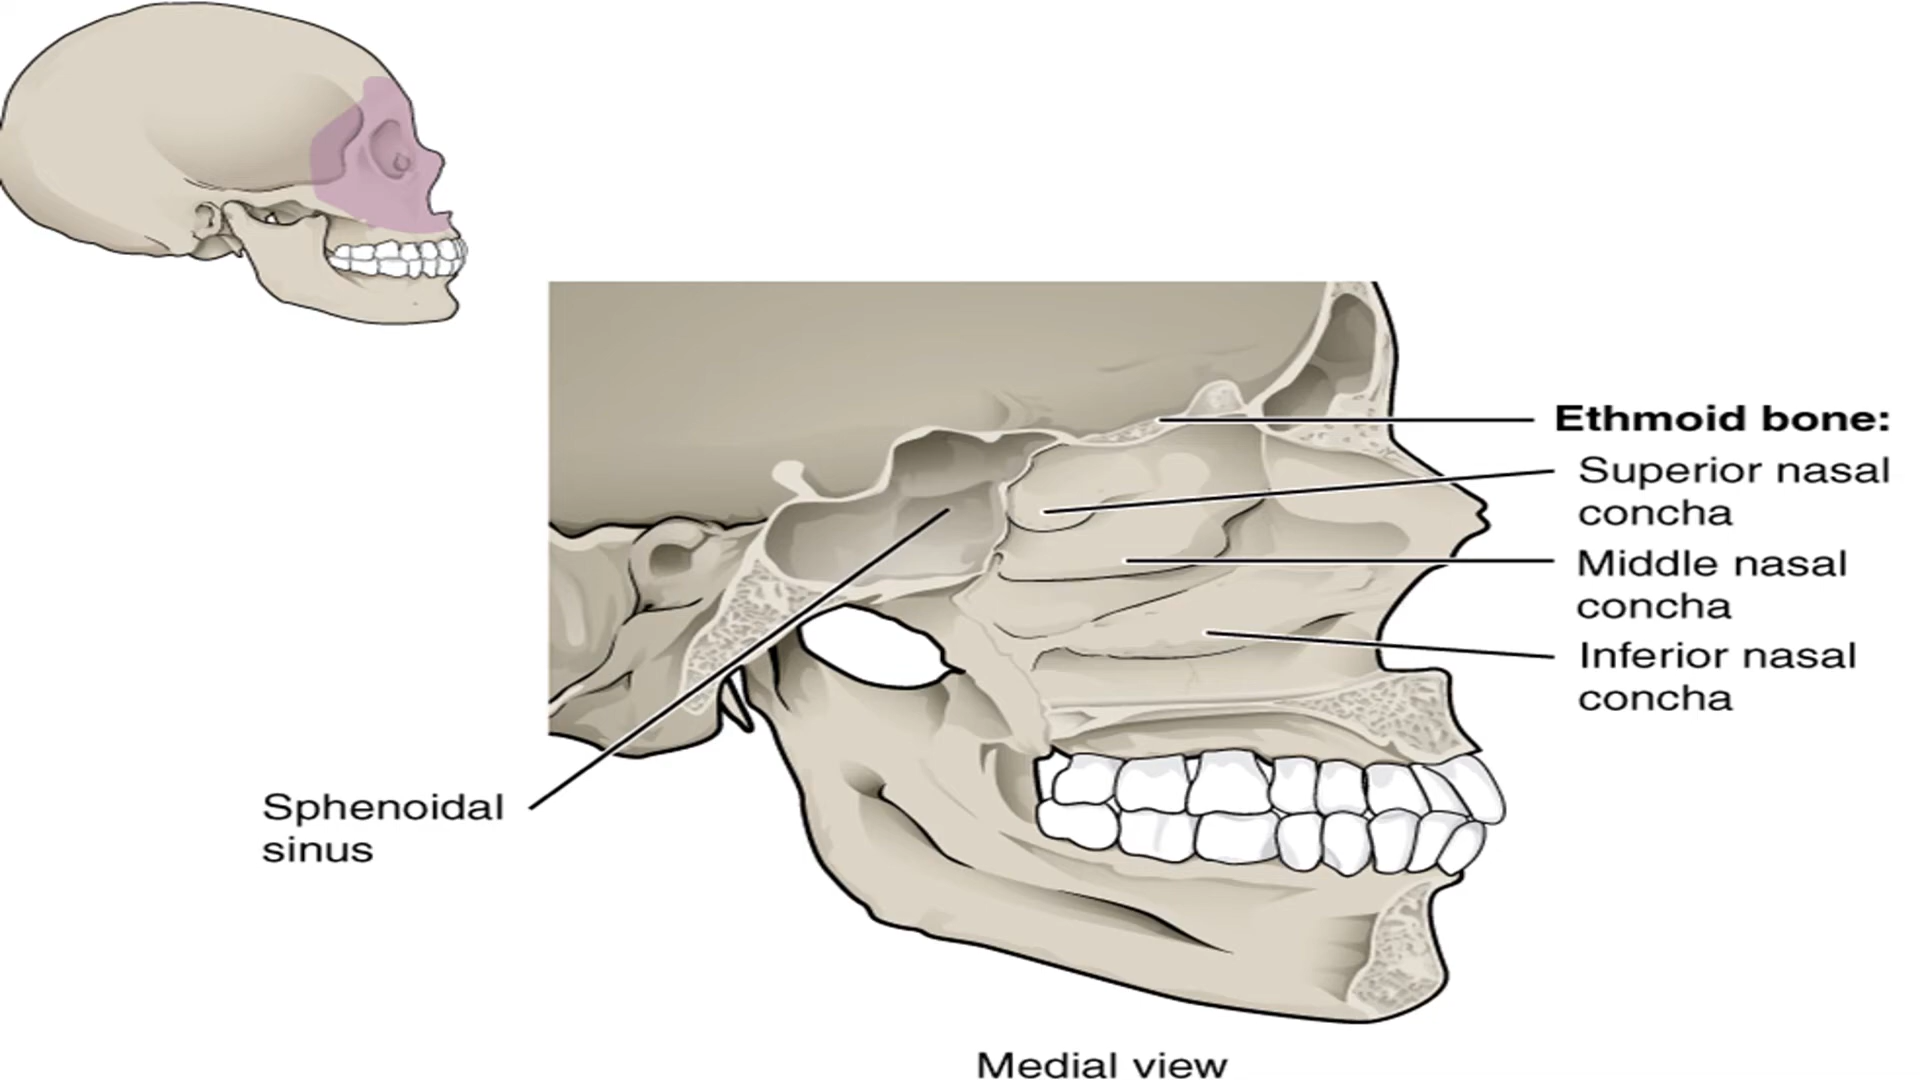 Ethmoid bone:
Superior nasal
concha
Middle nasal
concha
Inferior nasal
concha
Sphenoidal
sinus
Medial view